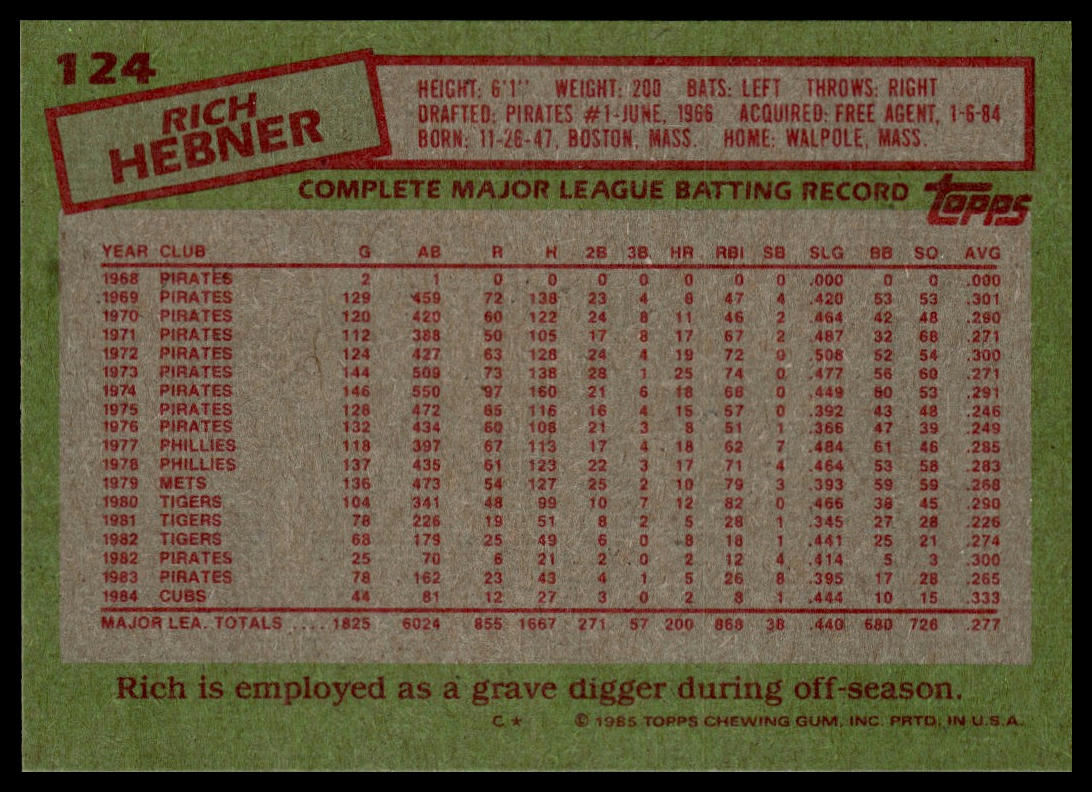 124
RICH
HEBNER
HEIGHT: 6'1" WEIGHT: 200 BATS: LEFT THROWS: RIGHT
DRAFTED: PIRATES #1-JUNE, 1966 ACQUIRED: FREE AGENT, 1-6-84
BORN: 11-26-47, BOSTON, MASS. HOME: WALPOLE, MASS.
COMPLETE MAJOR LEAGUE BATTING RECORD topps
YEAR CLUB G AB R H 2B 3B HR RBI SB SLG BB SO AVG
1968 PIRATES 2 1 0 0 0 0 0 0 0 .000 0 0 .000
1969 PIRATES 129 459 72 138 23 4 8 47 4 .420 53 53 .301
1970 PIRATES 120 420 60 122 24 8 11 46 2 .464 42 48 .290
1971 PIRATES 112 388 50 105 17 8 17 67 2 .487 32 68 .271
1972 PIRATES 124 427 63 128 24 4 19 72 0 .508 52 54 .300
1973 PIRATES 144 509 73 138 28 1 25 74 0 .477 56 60 .271
1974 PIRATES 146 550 97 160 21 6 18 68 0 .449 60 53 .291
1975 PIRATES 128 472 65 116 16 4 15 57 0 .392 43 48 .246
1976 PIRATES 132 434 60 108 21 3 8 51 1 .366 47 39 .249
1977 PHILLIES 118 397 67 113 17 4 18 62 7 .484 61 46 .285
1978 PHILLIES 137 435 61 123 22 3 17 71 4 .464 53 58 .283
1979 METS 136 473 54 127 25 2 10 79 3 .393 59 59 .268
1980 TIGERS 104 341 48 99 10 7 12 82 0 .466 38 45 .290
1981 TIGERS 78 226 19 51 8 2 5 28 1 .345 27 28 .226
1982 TIGERS 68 179 25 49 6 0 8 18 1 .441 25 21 .274
1982 PIRATES 25 70 6 21 2 0 2 12 4 .414 5 3 .300
1983 PIRATES 78 162 23 43 4 1 5 26 8 .395 17 28 .265
1984 CUBS 44 81 12 27 3 0 2 8 1 .444 10 15 .333
MAJOR LEA. TOTALS .... 1825 6024 855 1667 271 57 200 868 38 .440 680 726 .277
Rich is employed as a grave digger during off-season.
C * © 1985 TOPPS CHEWING GUM, INC. PRTD. IN U.S.A.